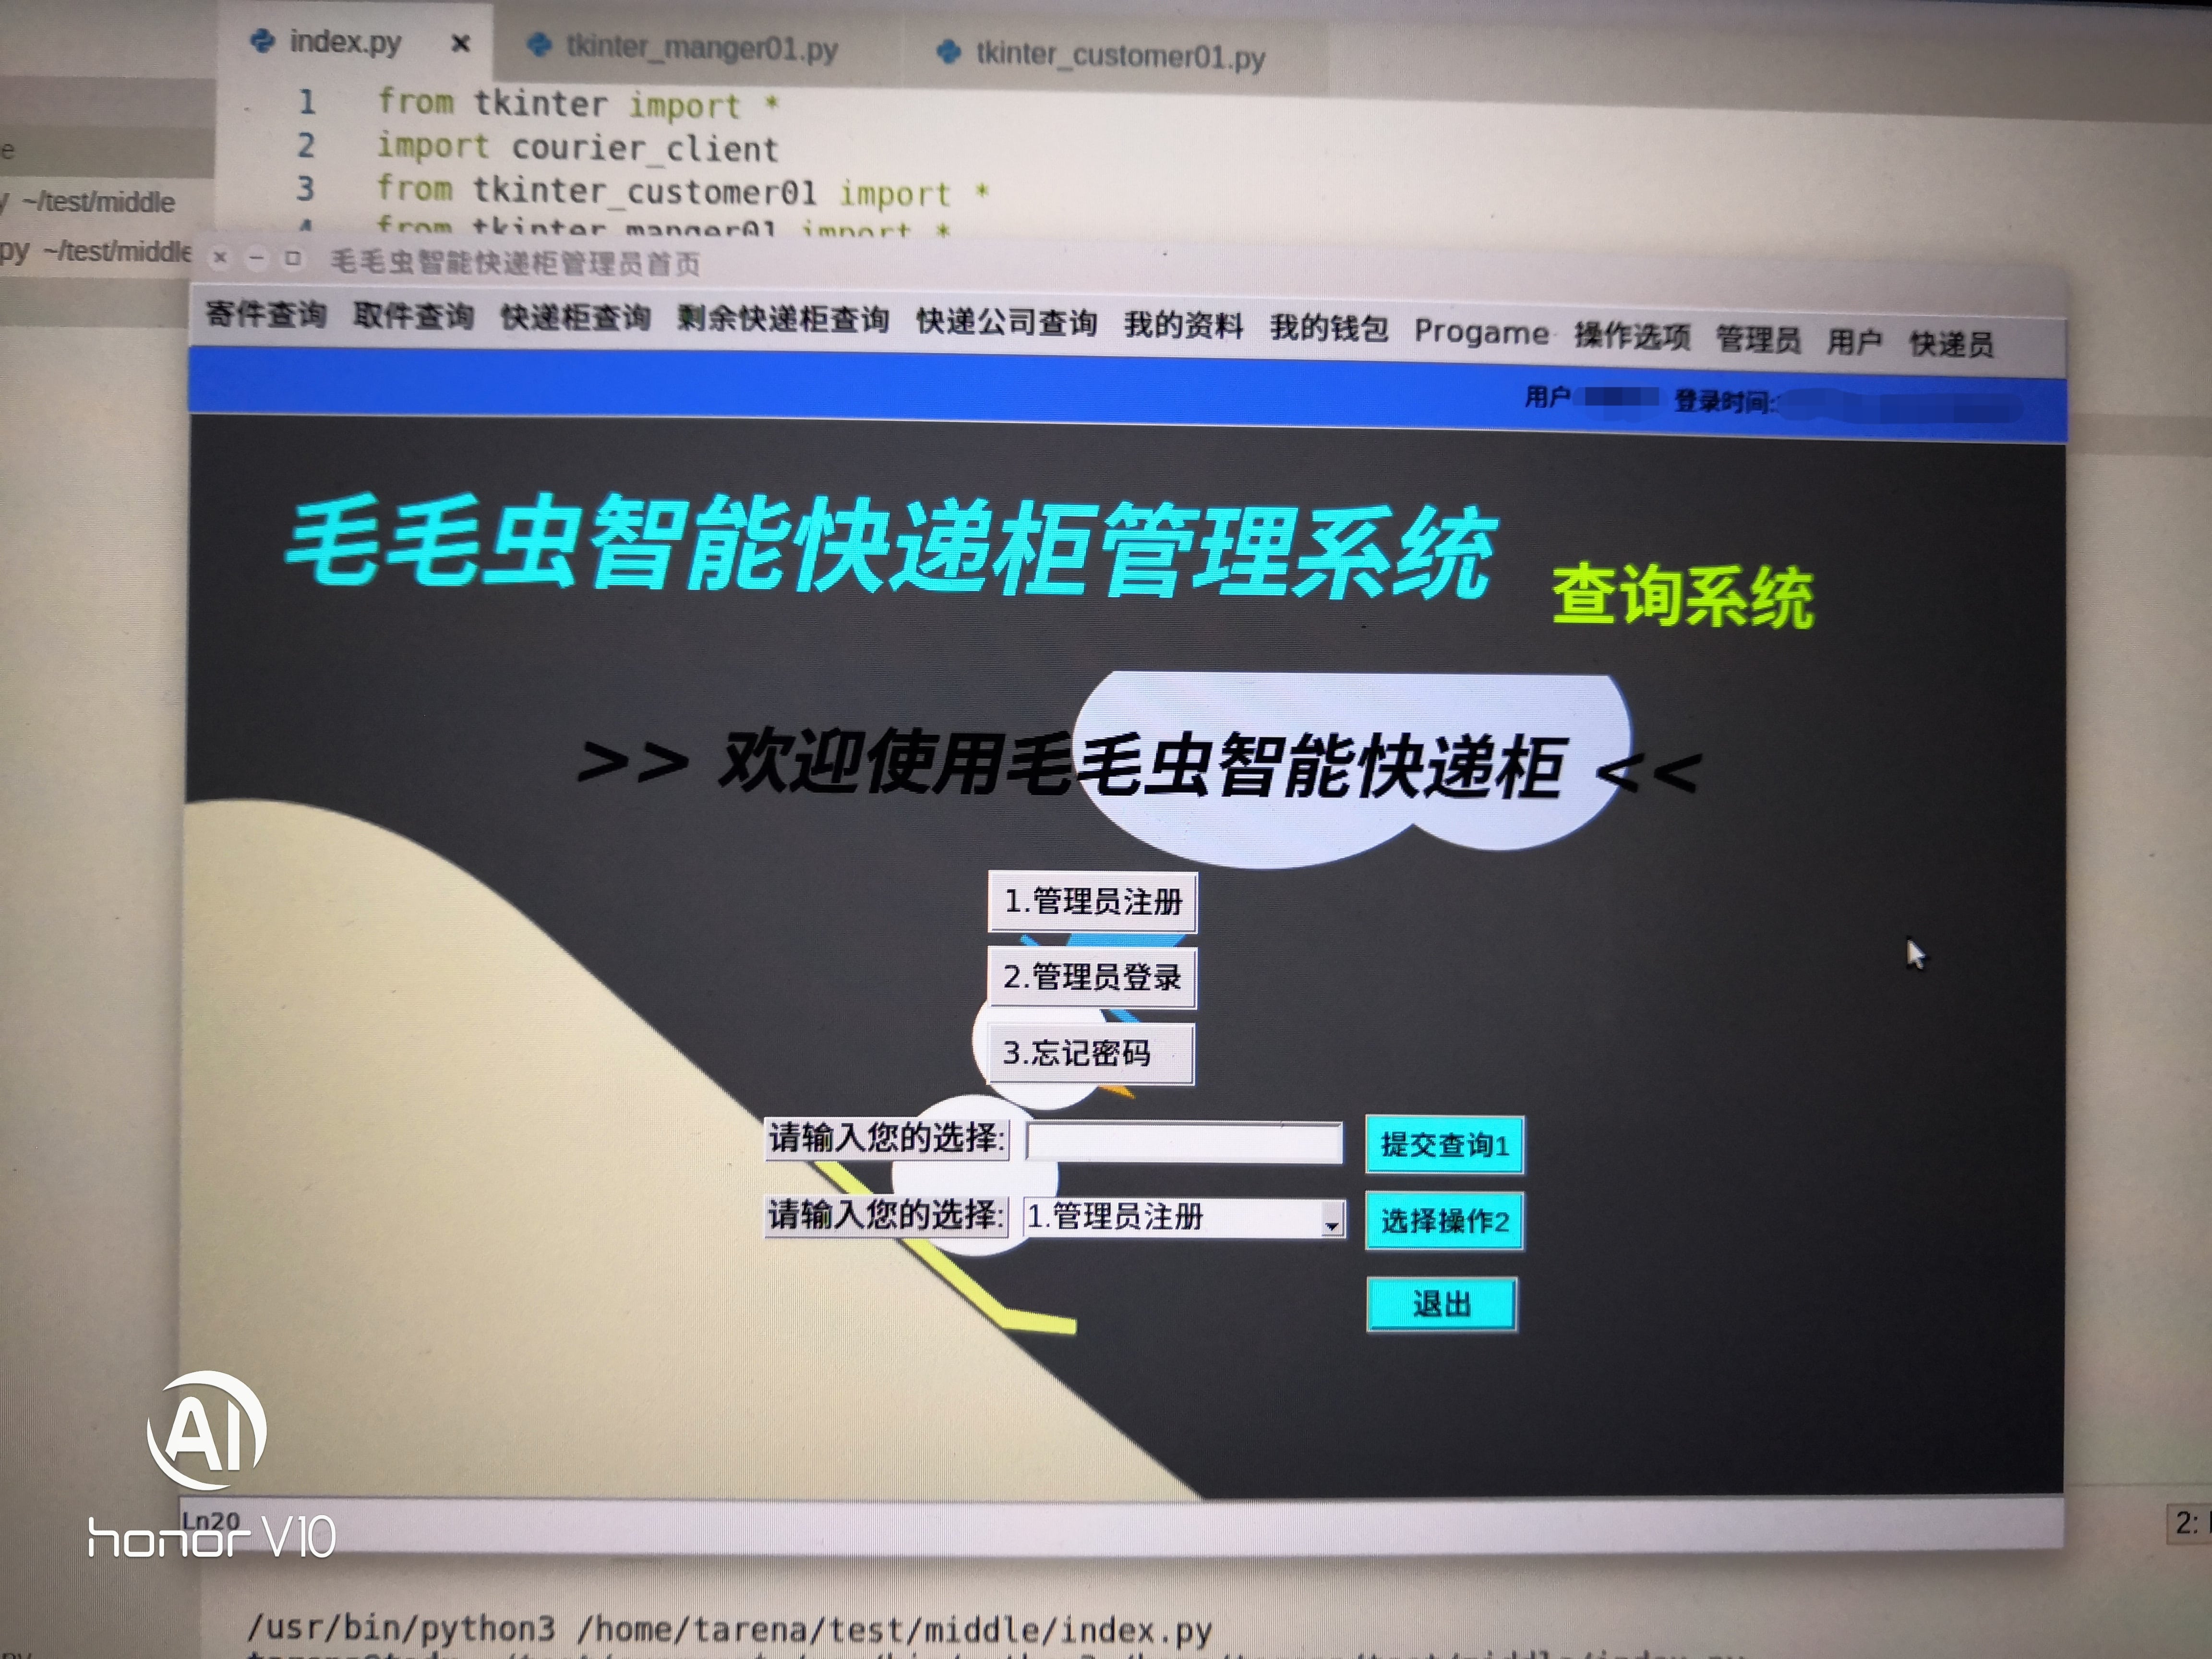 index.py × tkinter_manger01.py tkinter_customer01.py
1 from tkinter import *
2 import courier_client
3 from tkinter_customer01 import *
4 from tkinter_manger01 import *
e
y ~/test/middle
py ~/test/middle
毛毛虫智能快递柜管理员首页
寄件查询 取件查询 快递柜查询 剩余快递柜查询 快递公司查询 我的资料 我的钱包 Progame 操作选项 管理员 用户 快递员
用户 登录时间:
毛毛虫智能快递柜管理系统
查询系统
>> 欢迎使用毛毛虫智能快递柜 <<
1.管理员注册
2.管理员登录
3.忘记密码
请输入您的选择: 提交查询1
请输入您的选择: 1.管理员注册 选择操作2
退出
AI
Ln20
honor V10
2:
/usr/bin/python3 /home/tarena/test/middle/index.py